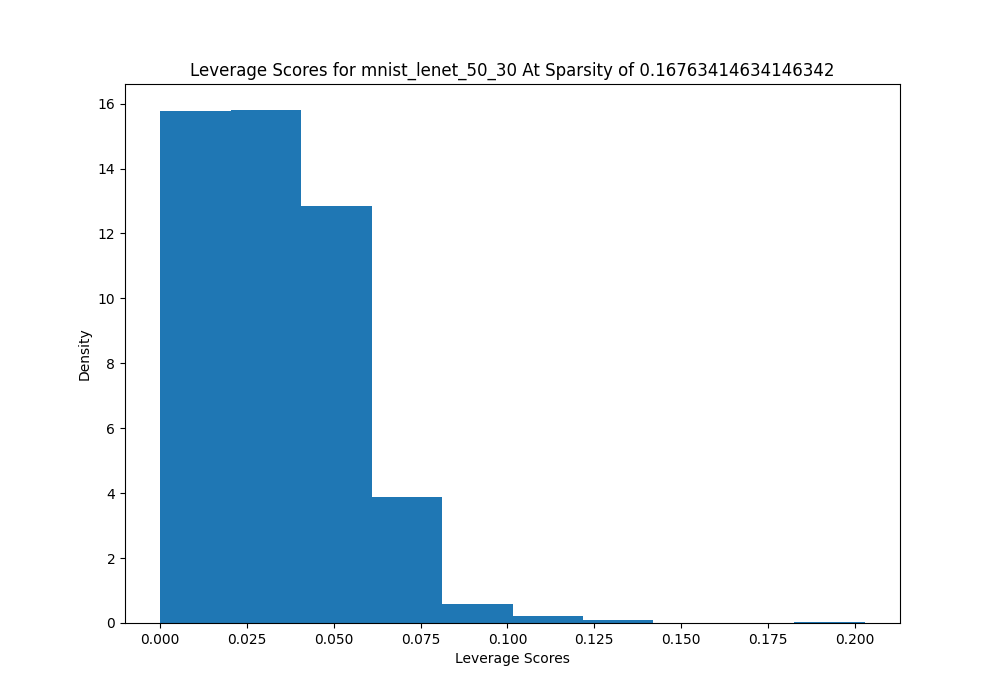 Leverage Scores for mnist_lenet_50_30 At Sparsity of 0.16763414634146342
16
14
12
10
8
6
4
2
0
Density
0.000 0.025 0.050 0.075 0.100 0.125 0.150 0.175 0.200
Leverage Scores